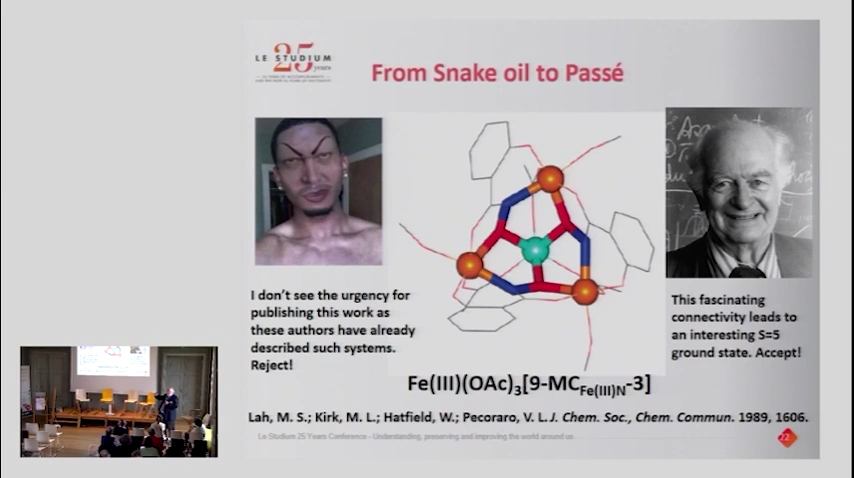 LE STUDIUM
25
years
From Snake oil to Passé
I don't see the urgency for
publishing this work as
these authors have already
described such systems.
Reject!
This fascinating
connectivity leads to
an interesting S=5
ground state. Accept!
Fe(III)(OAc)3[9-MCFe(III)N-3]
Lah, M. S.; Kirk, M. L.; Hatfield, W.; Pecoraro, V. L. J. Chem. Soc., Chem. Commun. 1989, 1606.
Le Studium 25 Years Conference - Understanding, preserving and improving the world around us
22